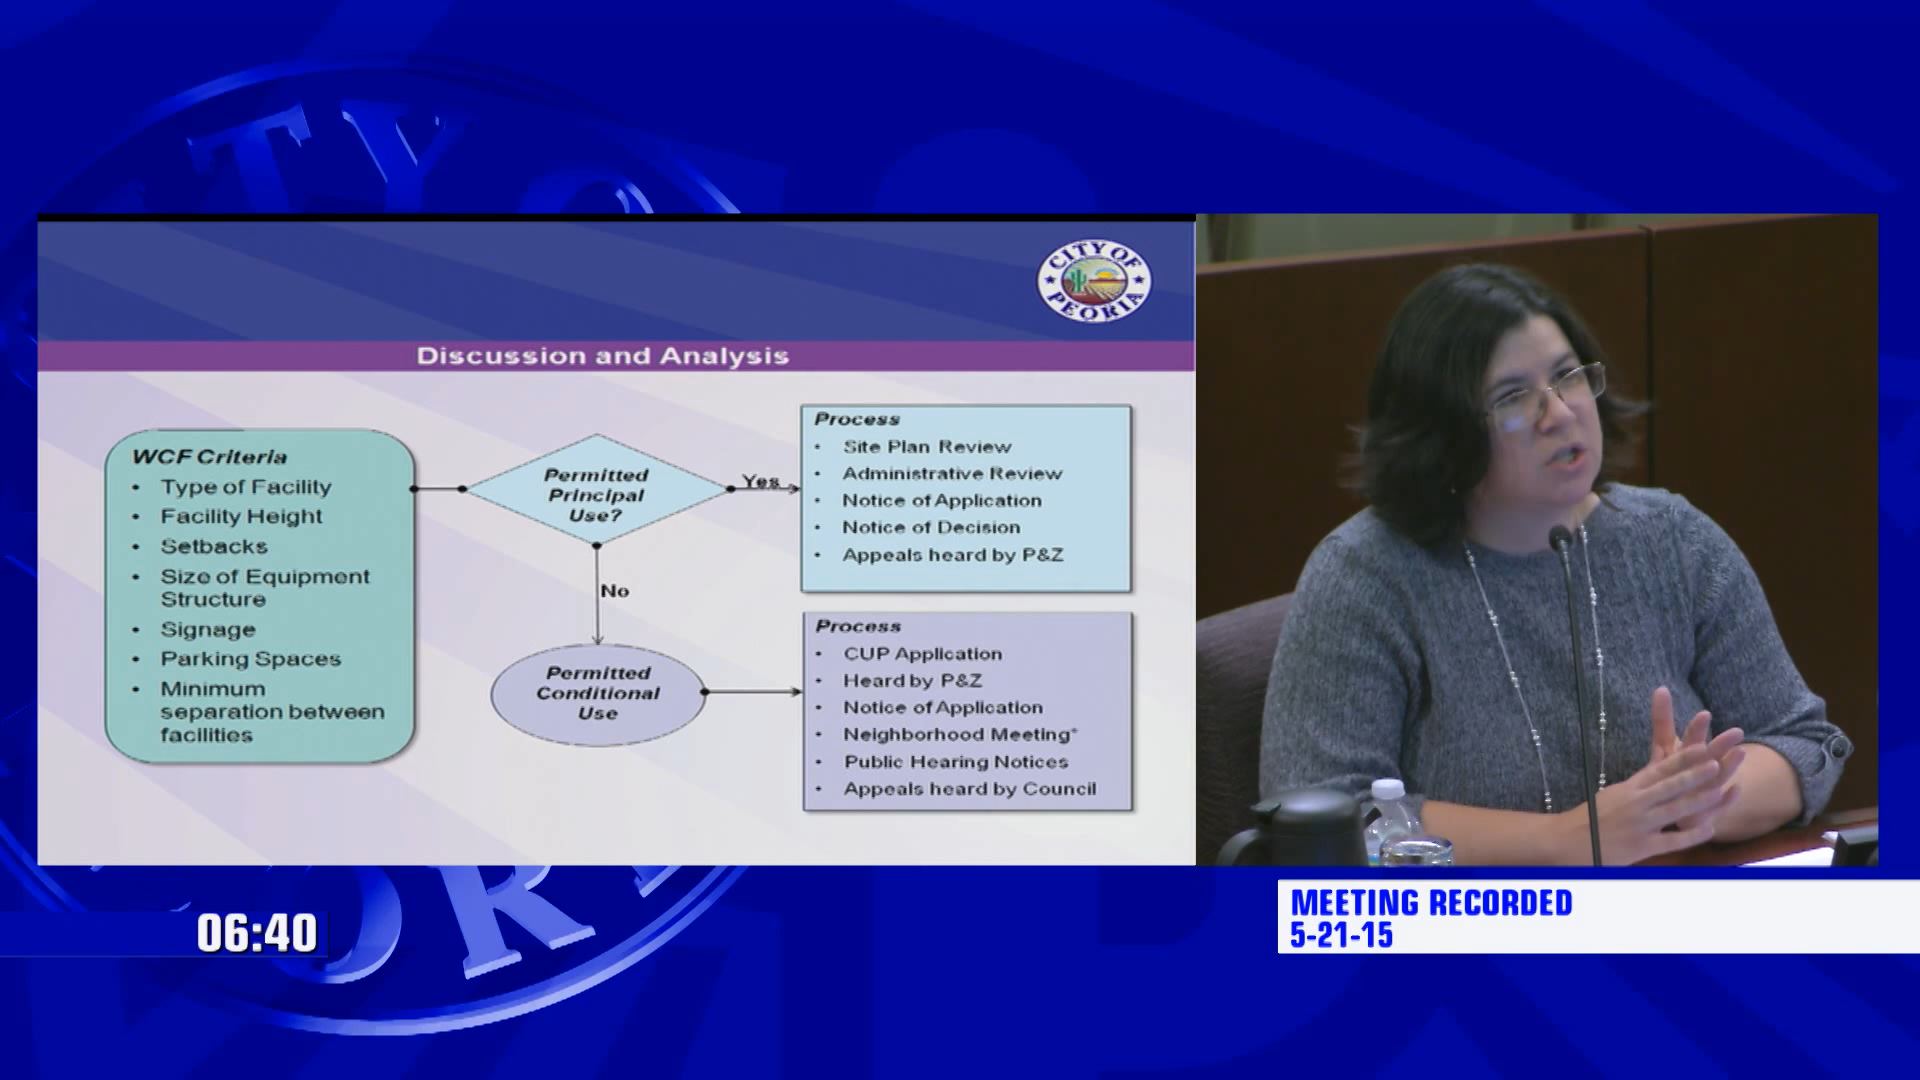 CITY OF
PEORIA
Discussion and Analysis
WCF Criteria
• Type of Facility
• Facility Height
• Setbacks
• Size of Equipment
Structure
• Signage
• Parking Spaces
• Minimum
separation between
facilities
Permitted
Principal
Use?
Yes
No
Permitted
Conditional
Use
Process
• Site Plan Review
• Administrative Review
• Notice of Application
• Notice of Decision
• Appeals heard by P&Z
Process
• CUP Application
• Heard by P&Z
• Notice of Application
• Neighborhood Meeting*
• Public Hearing Notices
• Appeals heard by Council
06:40
MEETING RECORDED
5-21-15